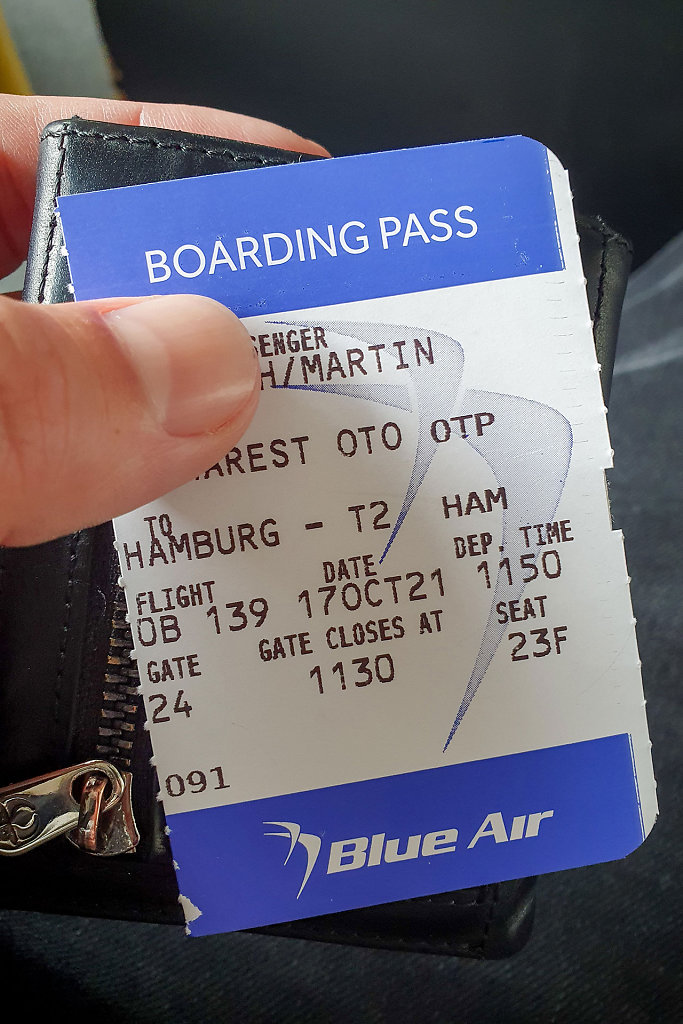 BOARDING PASS
SENGER
H/MARTIN
AREST OTO OTP
TO
HAMBURG - T2 HAM
FLIGHT DATE DEP. TIME
0B 139 17OCT21 1150
GATE GATE CLOSES AT SEAT
24 1130 23F
091
Blue Air